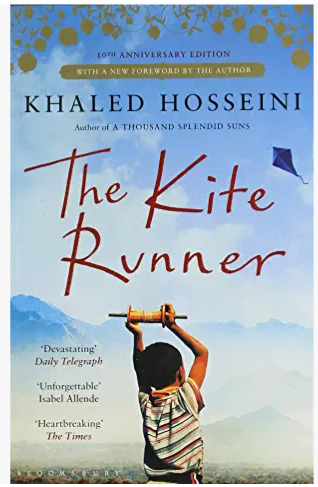 10TH ANNIVERSARY EDITION
WITH A NEW FOREWORD BY THE AUTHOR
KHALED HOSSEINI
Author of A THOUSAND SPLENDID SUNS
The Kite
Runner
'Devastating'
Daily Telegraph
'Unforgettable'
Isabel Allende
'Heartbreaking'
The Times
BLOOMSBURY